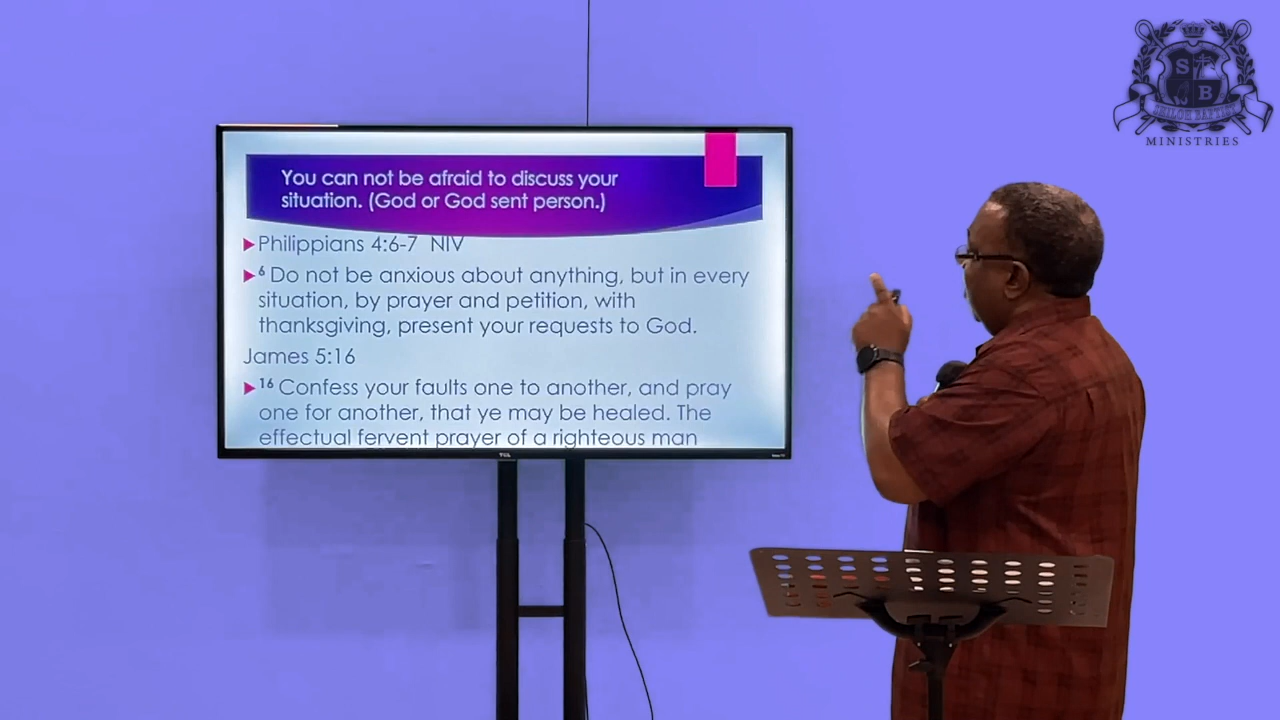 You can not be afraid to discuss your
situation. (God or God sent person.)
Philippians 4:6-7 NIV
6 Do not be anxious about anything, but in every
situation, by prayer and petition, with
thanksgiving, present your requests to God.
James 5:16
16 Confess your faults one to another, and pray
one for another, that ye may be healed. The
effectual fervent prayer of a righteous man
TCL
S
B
SHILOH BAPTIST
MINISTRIES